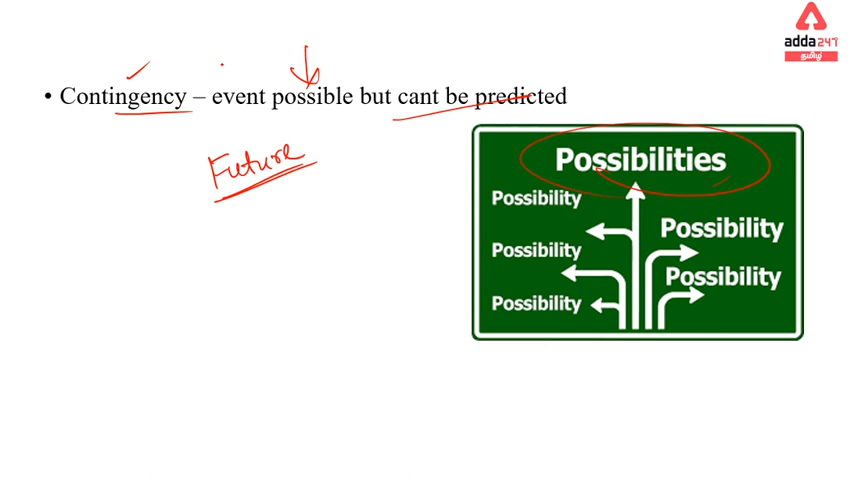 adda247
தமிழ்
• Contingency – event possible but cant be predicted
Future
Possibilities
Possibility
Possibility
Possibility
Possibility
Possibility